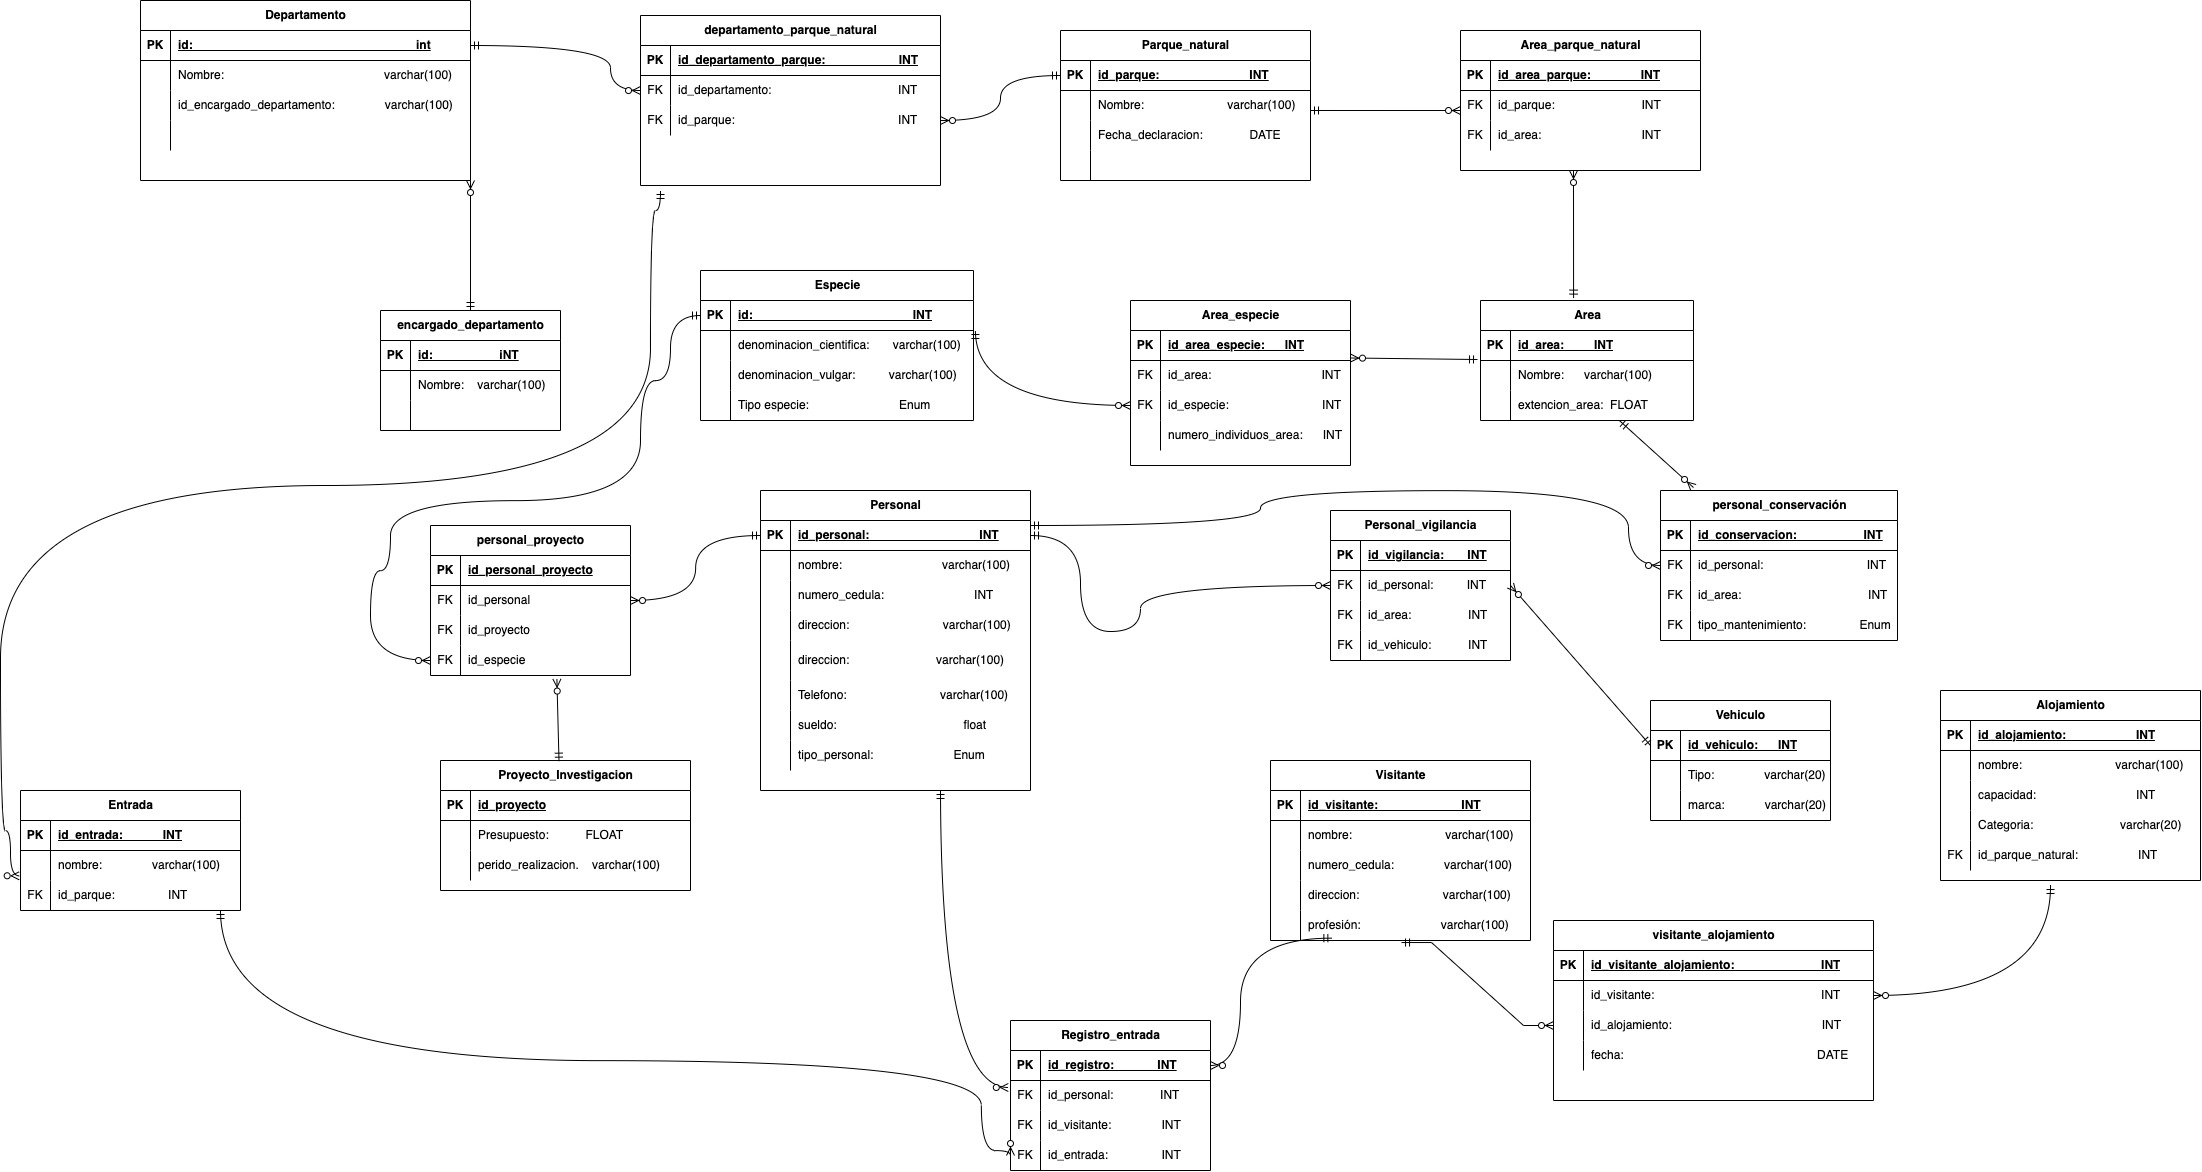 Departamento
PK id: int
Nombre: varchar(100)
id_encargado_departamento: varchar(100)
departamento_parque_natural
PK id_departamento_parque: INT
FK id_departamento: INT
FK id_parque: INT
Parque_natural
PK id_parque: INT
Nombre: varchar(100)
Fecha_declaracion: DATE
Area_parque_natural
PK id_area_parque: INT
FK id_parque: INT
FK id_area: INT
encargado_departamento
PK id: iNT
Nombre: varchar(100)
Especie
PK id: INT
denominacion_cientifica: varchar(100)
denominacion_vulgar: varchar(100)
Tipo especie: Enum
Area_especie
PK id_area_especie: INT
FK id_area: INT
FK id_especie: INT
numero_individuos_area: INT
Area
PK id_area: INT
Nombre: varchar(100)
extencion_area: FLOAT
personal_proyecto
PK id_personal_proyecto
FK id_personal
FK id_proyecto
FK id_especie
Personal
PK id_personal: INT
nombre: varchar(100)
numero_cedula: INT
direccion: varchar(100)
direccion: varchar(100)
Telefono: varchar(100)
sueldo: float
tipo_personal: Enum
Personal_vigilancia
PK id_vigilancia: INT
FK id_personal: INT
FK id_area: INT
FK id_vehiculo: INT
personal_conservación
PK id_conservacion: INT
FK id_personal: INT
FK id_area: INT
FK tipo_mantenimiento: Enum
Entrada
PK id_entrada: INT
nombre: varchar(100)
FK id_parque: INT
Proyecto_Investigacion
PK id_proyecto
Presupuesto: FLOAT
perido_realizacion. varchar(100)
Visitante
PK id_visitante: INT
nombre: varchar(100)
numero_cedula: varchar(100)
direccion: varchar(100)
profesión: varchar(100)
Vehiculo
PK id_vehiculo: INT
Tipo: varchar(20)
marca: varchar(20)
Alojamiento
PK id_alojamiento: INT
nombre: varchar(100)
capacidad: INT
Categoria: varchar(20)
FK id_parque_natural: INT
visitante_alojamiento
PK id_visitante_alojamiento: INT
id_visitante: INT
id_alojamiento: INT
fecha: DATE
Registro_entrada
PK id_registro: INT
FK id_personal: INT
FK id_visitante: INT
FK id_entrada: INT